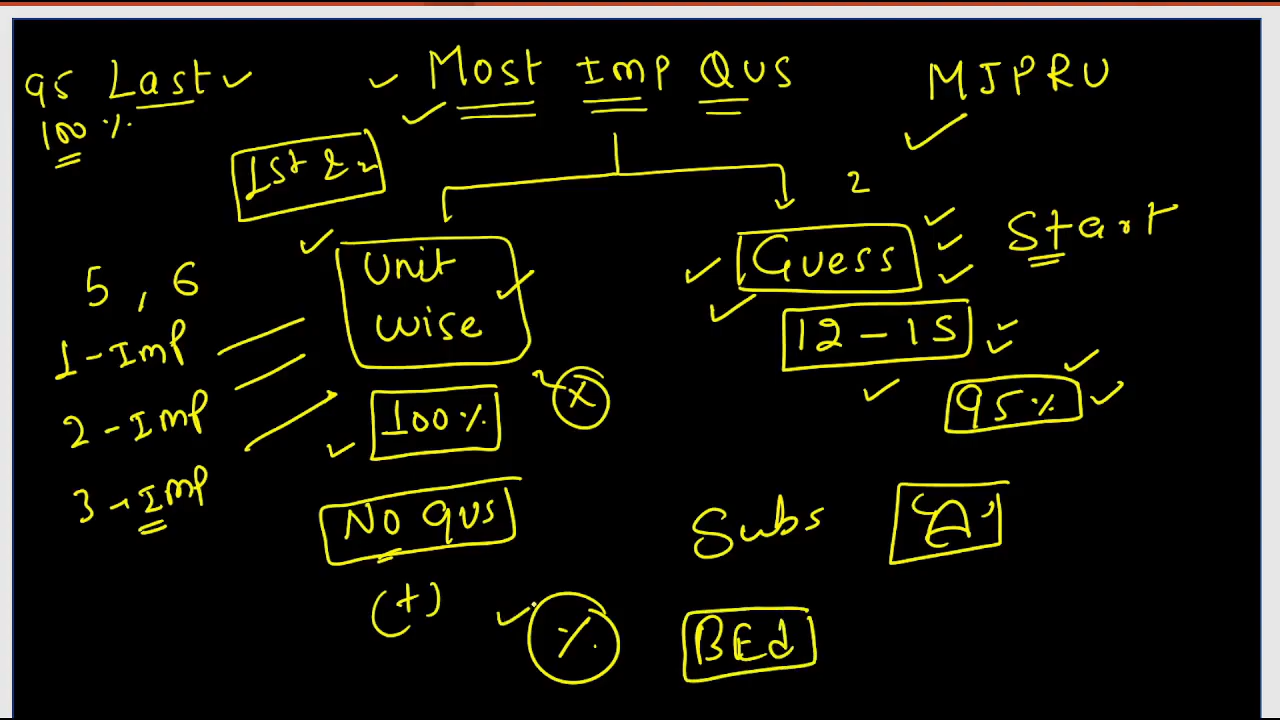 95 Last
100 %
Most Imp Qus
MJPRU
1st & 2
2
Unit
wise
Guess
Start
5 , 6
12 - 15
1 - Imp
2 - Imp
3 - Imp
100 %
95 %
No qus
Subs
(+)
%
BEd